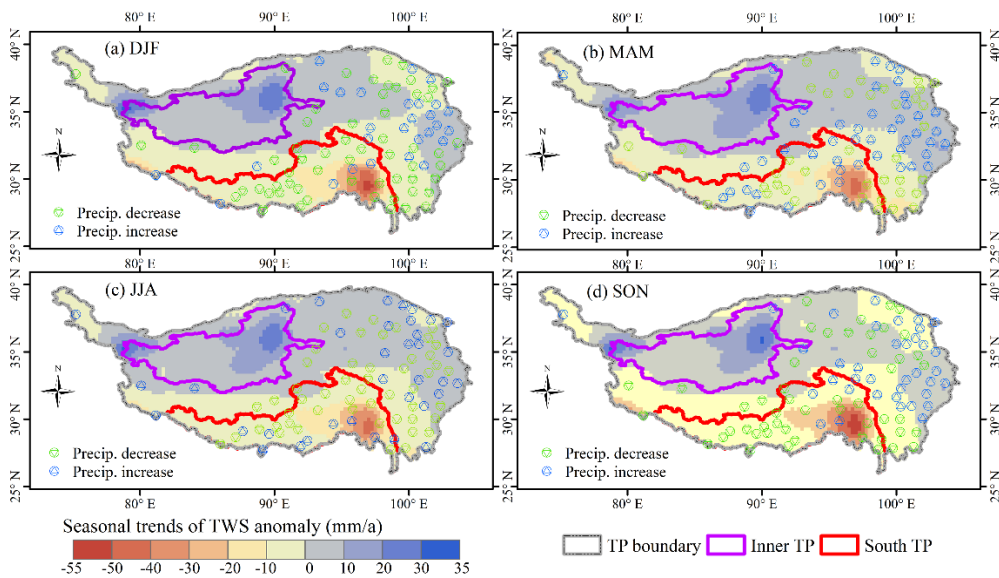 80° E 90° E 100° E 80° E 90° E 100° E
40° N
35° N
30° N
25° N
(a) DJF
N
Precip. decrease
Precip. increase
(b) MAM
N
Precip. decrease
Precip. increase
40° N
35° N
30° N
25° N
80° E 90° E 100° E 80° E 90° E 100° E
40° N
35° N
30° N
25° N
(c) JJA
N
Precip. decrease
Precip. increase
(d) SON
N
Precip. decrease
Precip. increase
40° N
35° N
30° N
25° N
80° E 90° E 100° E 80° E 90° E 100° E
Seasonal trends of TWS anomaly (mm/a)
-55 -50 -40 -30 -20 -10 0 10 20 30 35
TP boundary Inner TP South TP